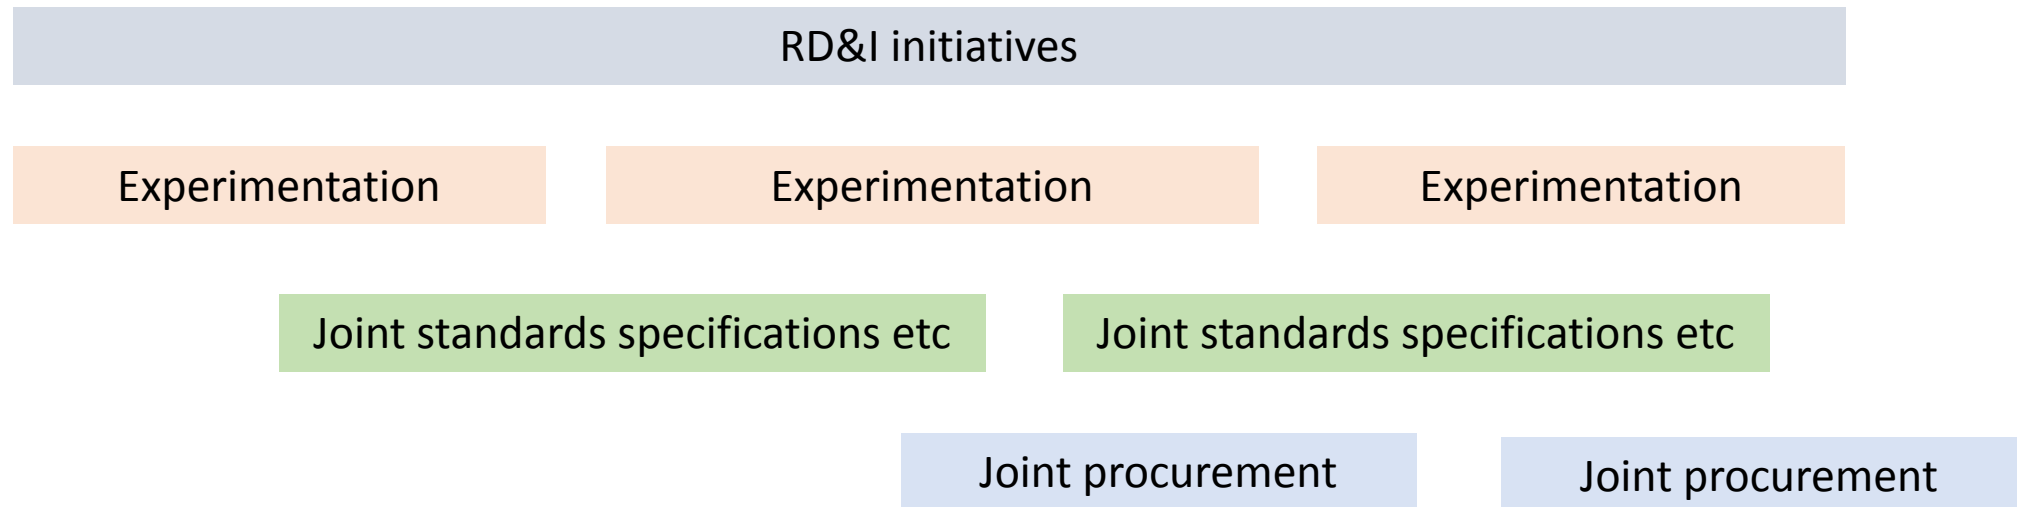 RD&I initiatives
Experimentation
Experimentation
Experimentation
Joint standards specifications etc
Joint standards specifications etc
Joint procurement
Joint procurement